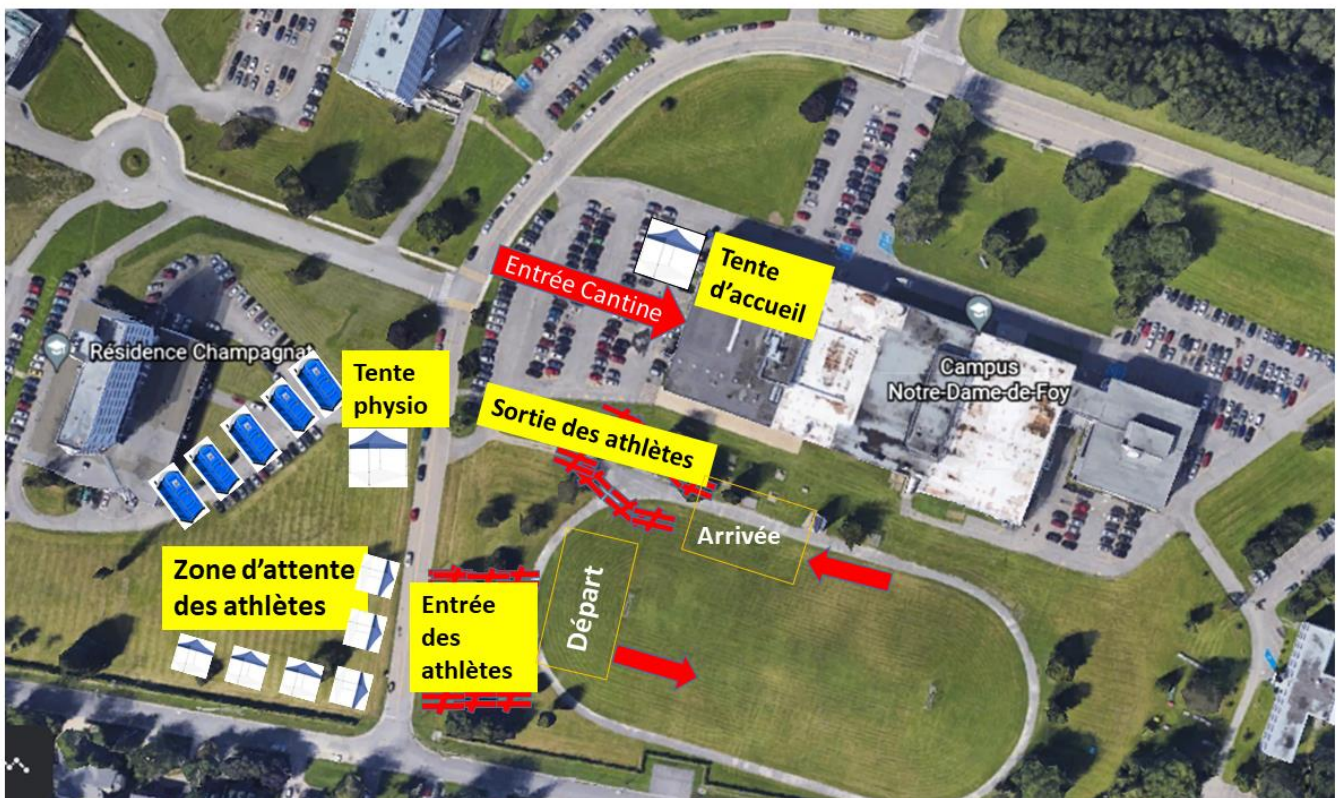 Entrée Cantine
Tente
d'accueil
Résidence Champagnat
Tente
physio
Campus
Notre-Dame-de-Foy
Sortie des athlètes
Arrivée
Zone d'attente
des athlètes
Entrée
des
athlètes
Départ